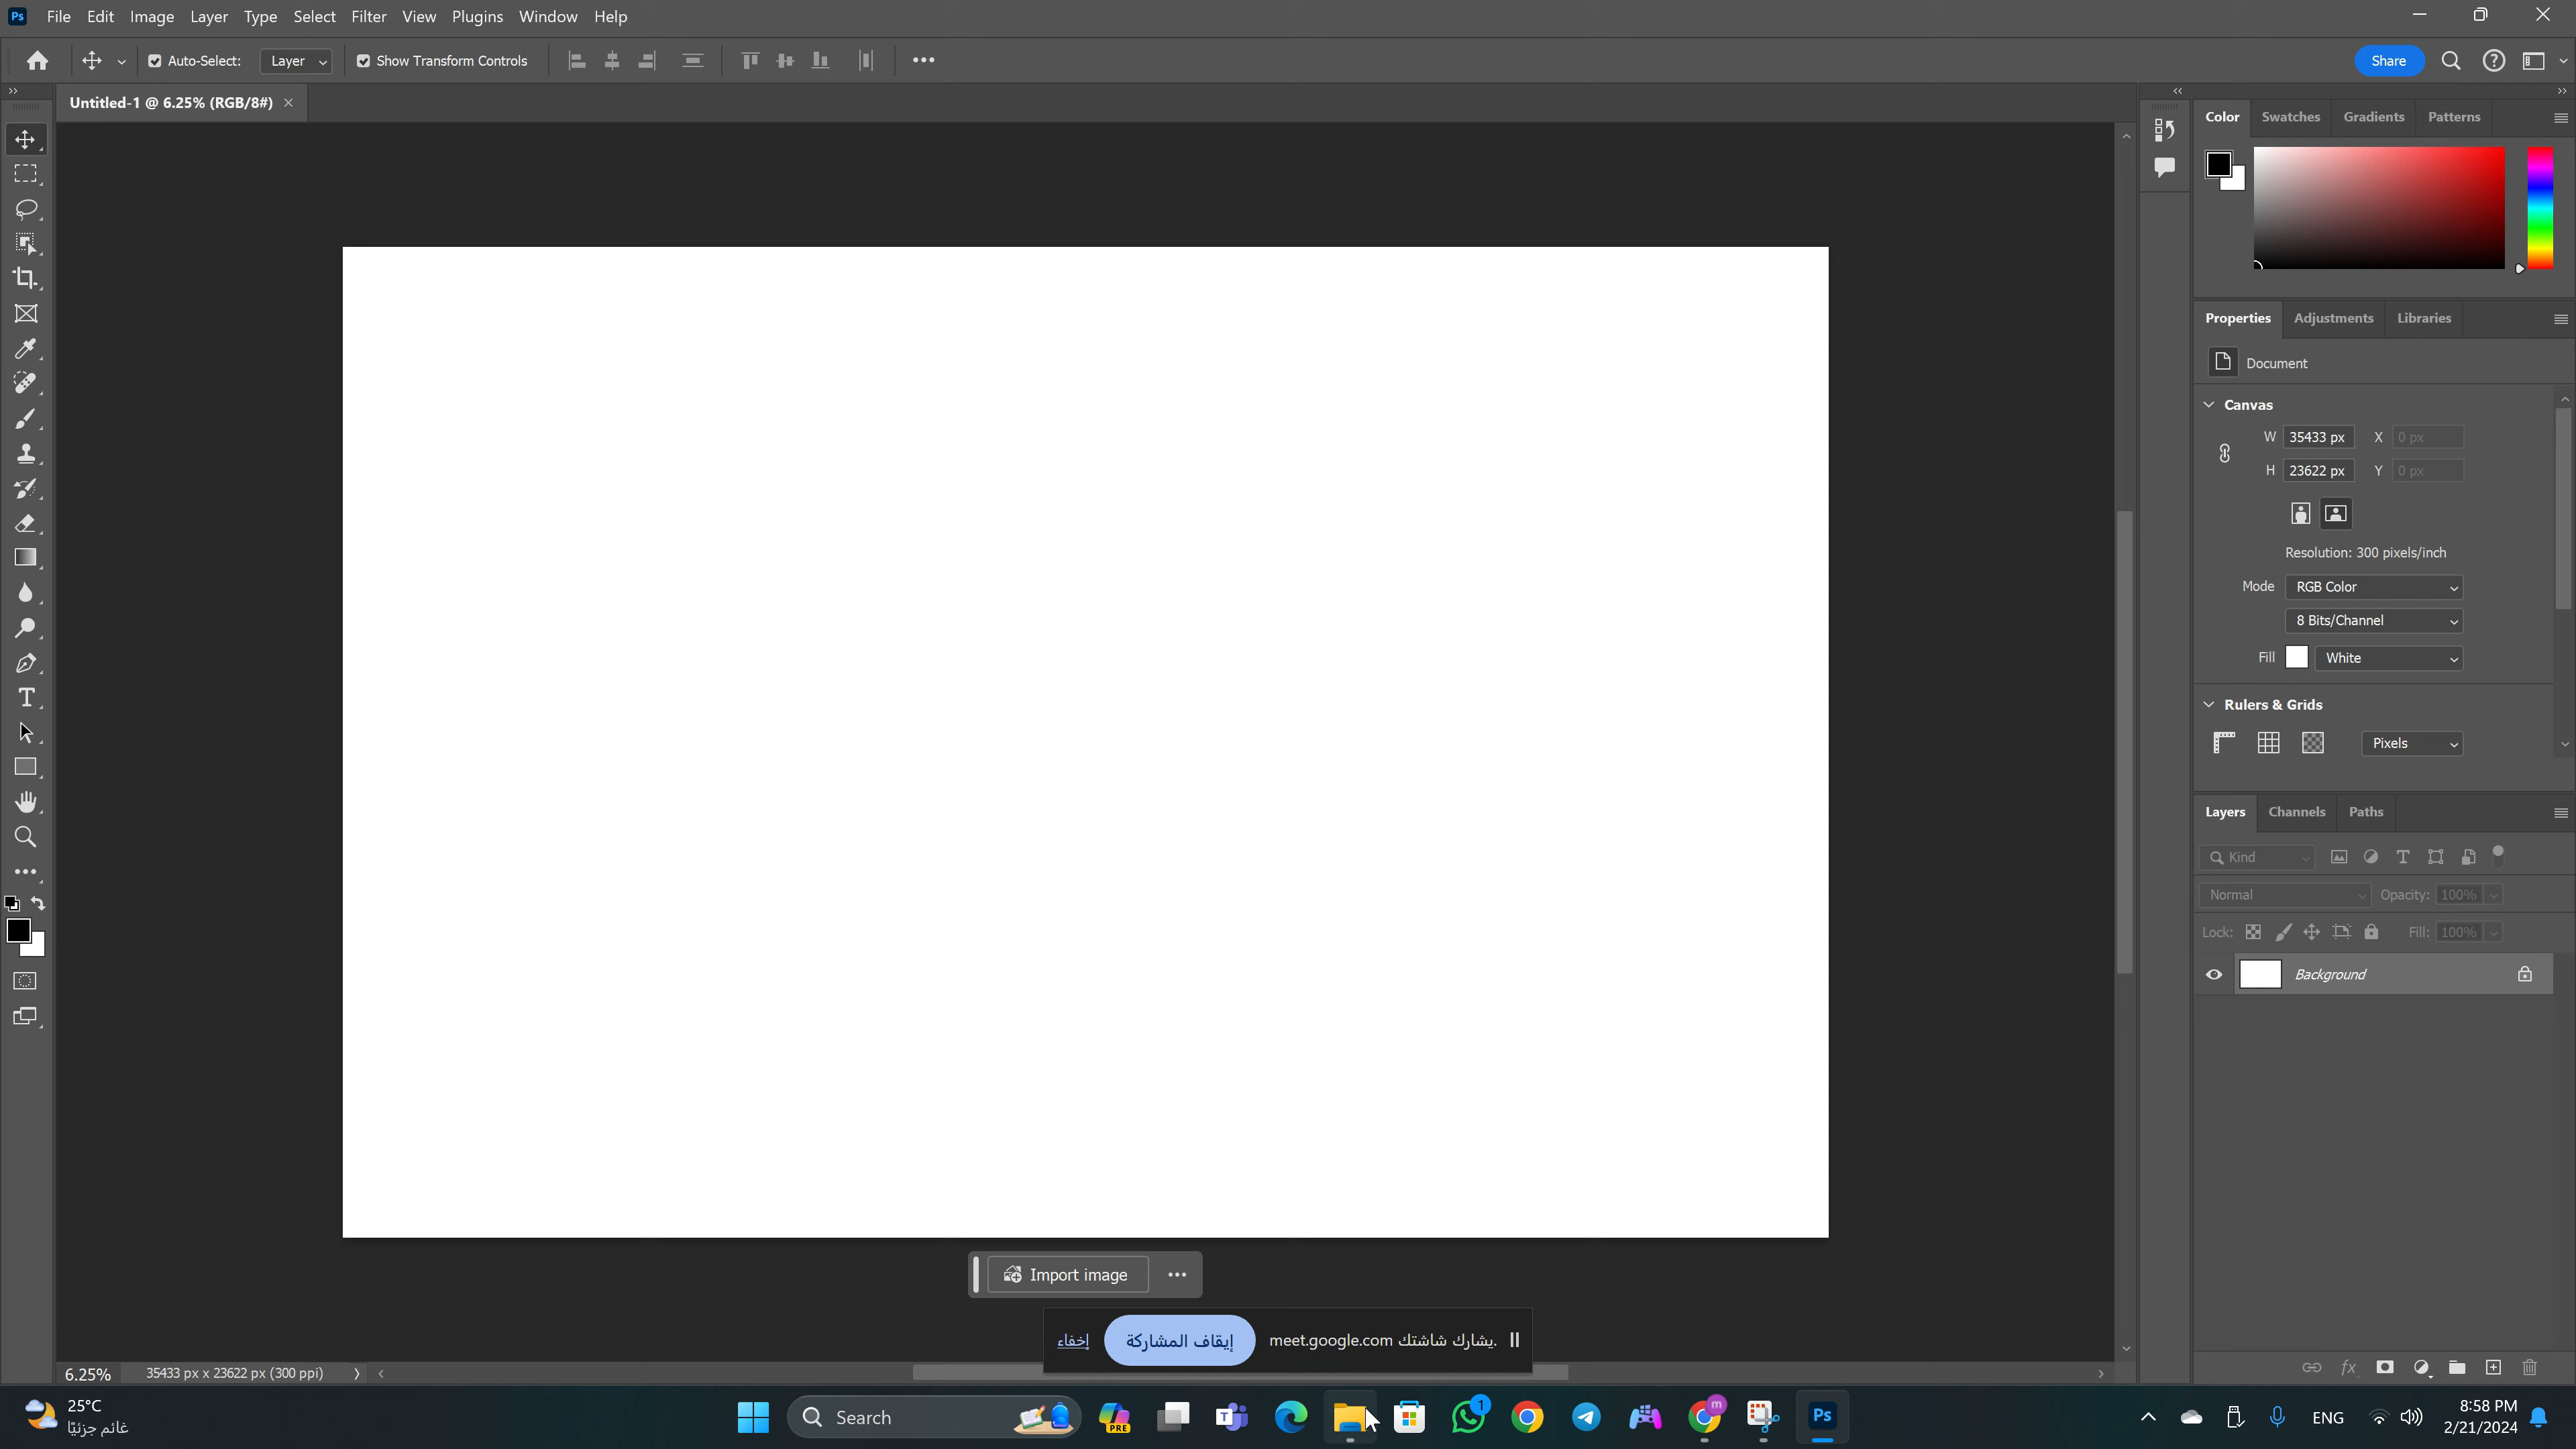 Ps File Edit Image Layer Type Select Filter View Plugins Window Help
Auto-Select: Layer Show Transform Controls Share
Untitled-1 @ 6.25% (RGB/8#)
Color Swatches Gradients Patterns
Properties Adjustments Libraries
Document
Canvas
W 35433 px X 0 px
H 23622 px Y 0 px
Resolution: 300 pixels/inch
Mode RGB Color
8 Bits/Channel
Fill White
Rulers & Grids
Pixels
Layers Channels Paths
Kind
Normal Opacity: 100%
Lock: Fill: 100%
Background
Import image
يشارك شاشتك meet.google.com. إيقاف المشاركة إخفاء
6.25% 35433 px x 23622 px (300 ppi)
25°C
غائم جزئيًا
Search
PRE
T
1
m
Ps
ENG
8:58 PM
2/21/2024